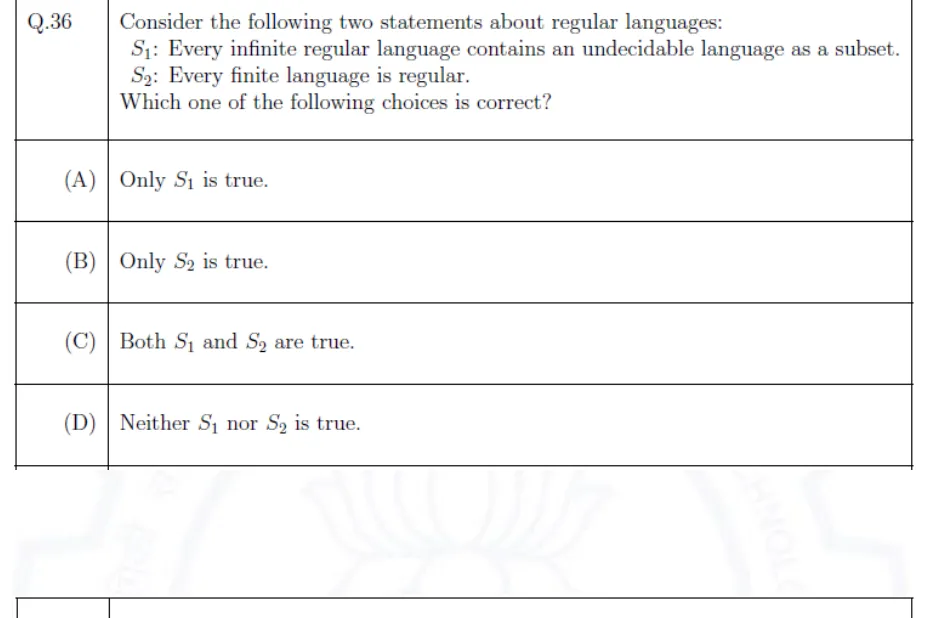 Q.36 Consider the following two statements about regular languages:
S₁: Every infinite regular language contains an undecidable language as a subset.
S₂: Every finite language is regular.
Which one of the following choices is correct?
(A) Only S₁ is true.
(B) Only S₂ is true.
(C) Both S₁ and S₂ are true.
(D) Neither S₁ nor S₂ is true.